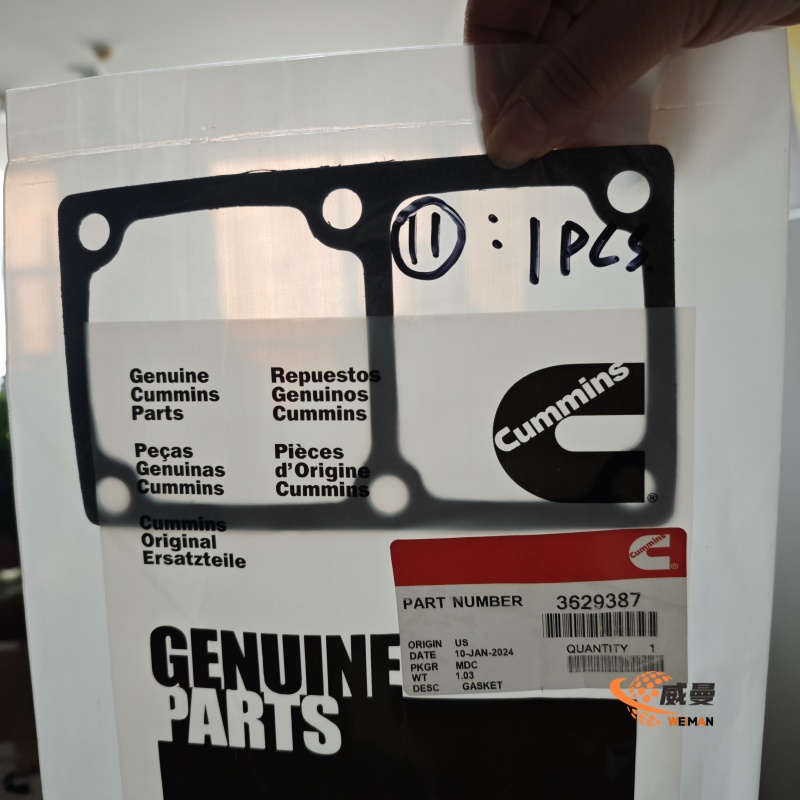 11 : 1 PCS
Genuine
Cummins
Parts
Repuestos
Genuinos
Cummins
Peças
Genuinas
Cummins
Pièces
d'Origine
Cummins
Cummins
Original
Ersatzteile
Cummins
®
GENUINE
PARTS
Cummins
®
PART NUMBER 3629387
ORIGIN US
DATE 10-JAN-2024
PKGR MDC
WT 1.03
DESC GASKET
QUANTITY 1
威曼
WEMAN